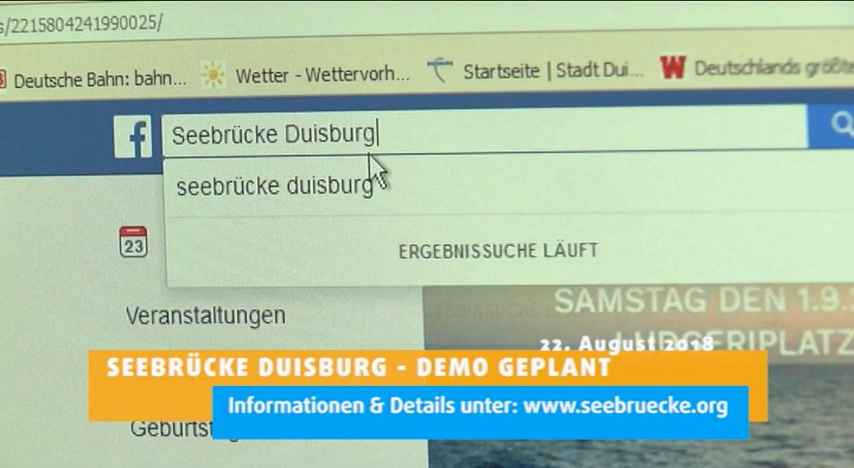 s/2215804241990025/
Deutsche Bahn: bahn... Wetter - Wettervorh... Startseite | Stadt Dui... Deutschlands größte
Seebrücke Duisburg
seebrücke duisburg
23
ERGEBNISSUCHE LÄUFT
SAMSTAG DEN 1.9.
Veranstaltungen
22. August 2018
SEEBRÜCKE DUISBURG - DEMO GEPLANT
Informationen & Details unter: www.seebruecke.org